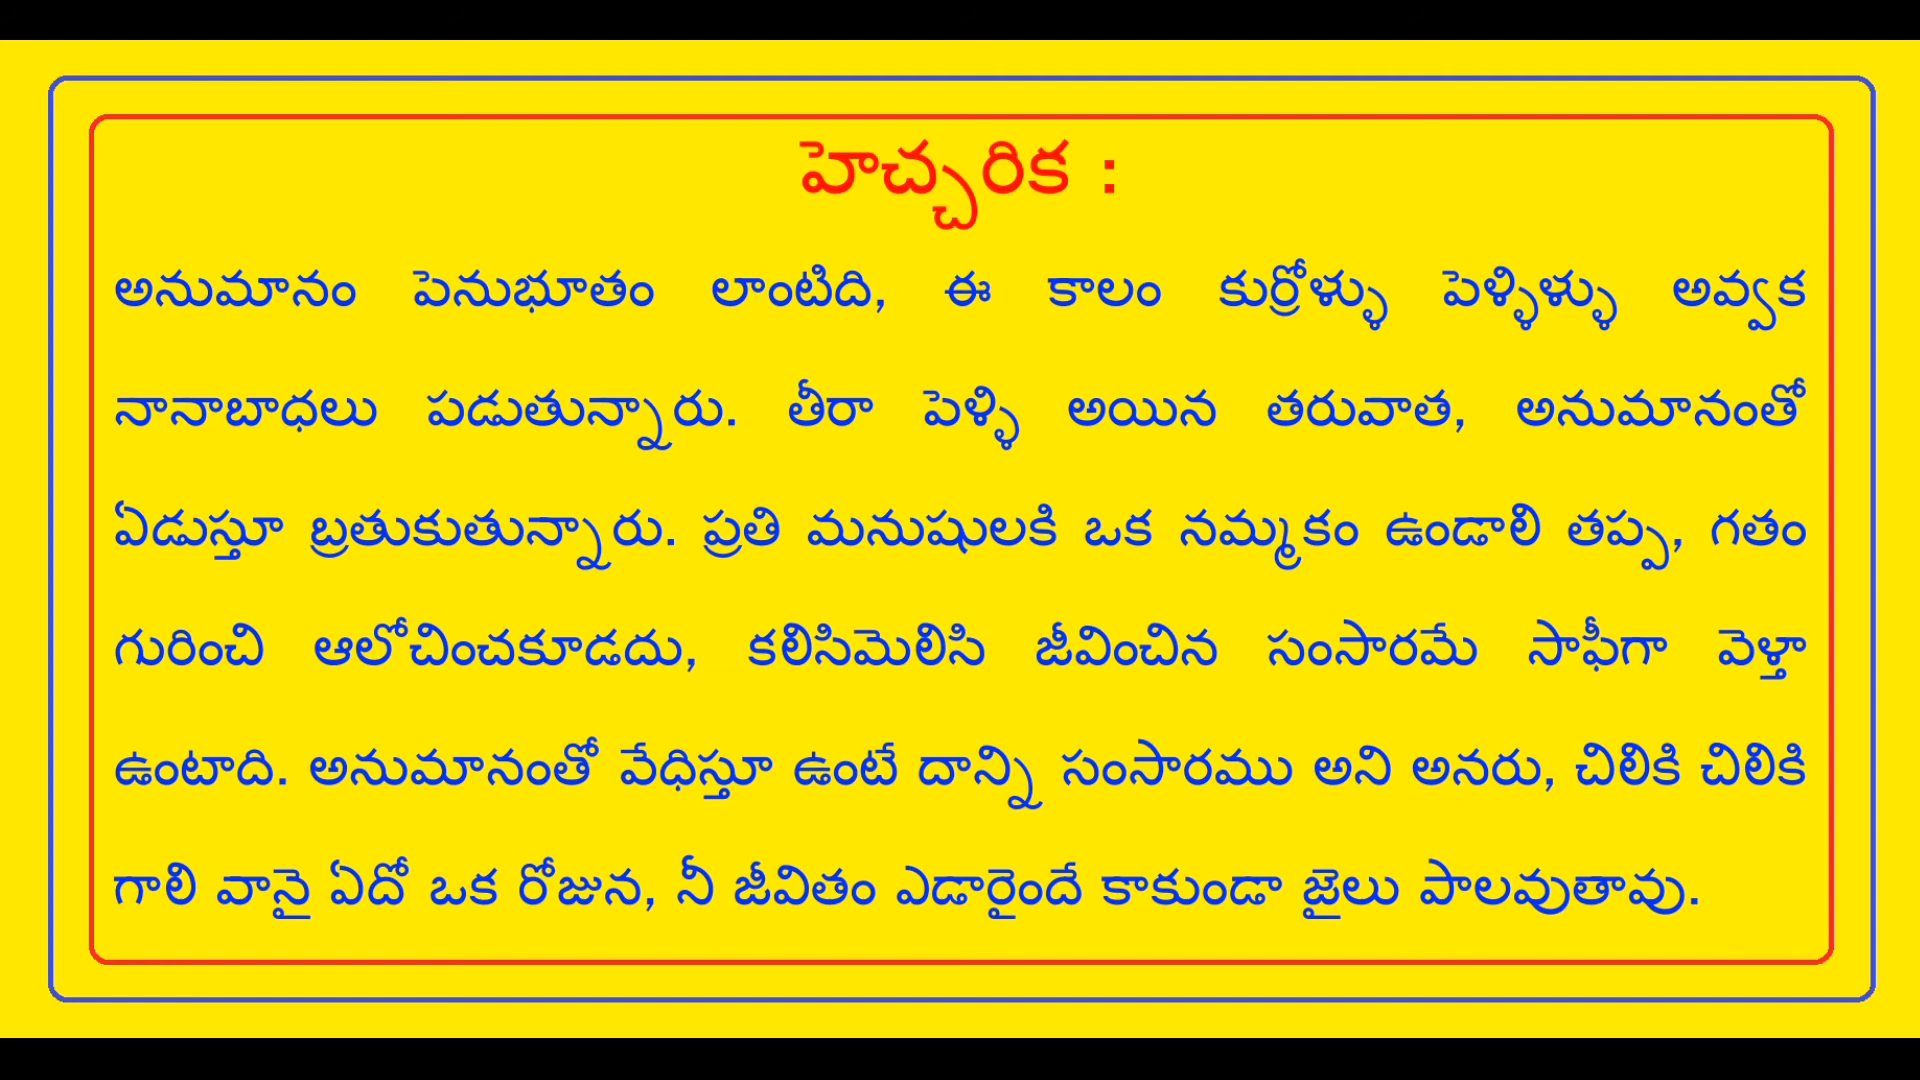 హెచ్చరిక :
అనుమానం పెనుభూతం లాంటిది, ఈ కాలం కుర్రోళ్ళు పెళ్ళిళ్ళు అవ్వక
నానాబాధలు పడుతున్నారు. తీరా పెళ్ళి అయిన తరువాత, అనుమానంతో
ఏడుస్తూ బ్రతుకుతున్నారు. ప్రతి మనుషులకి ఒక నమ్మకం ఉండాలి తప్ప, గతం
గురించి ఆలోచించకూడదు, కలిసిమెలిసి జీవించిన సంసారమే సాఫీగా వెళ్తా
ఉంటాది. అనుమానంతో వేధిస్తూ ఉంటే దాన్ని సంసారము అని అనరు, చిలికి చిలికి
గాలి వానై ఏదో ఒక రోజున, నీ జీవితం ఎడారైందే కాకుండా జైలు పాలవుతావు.